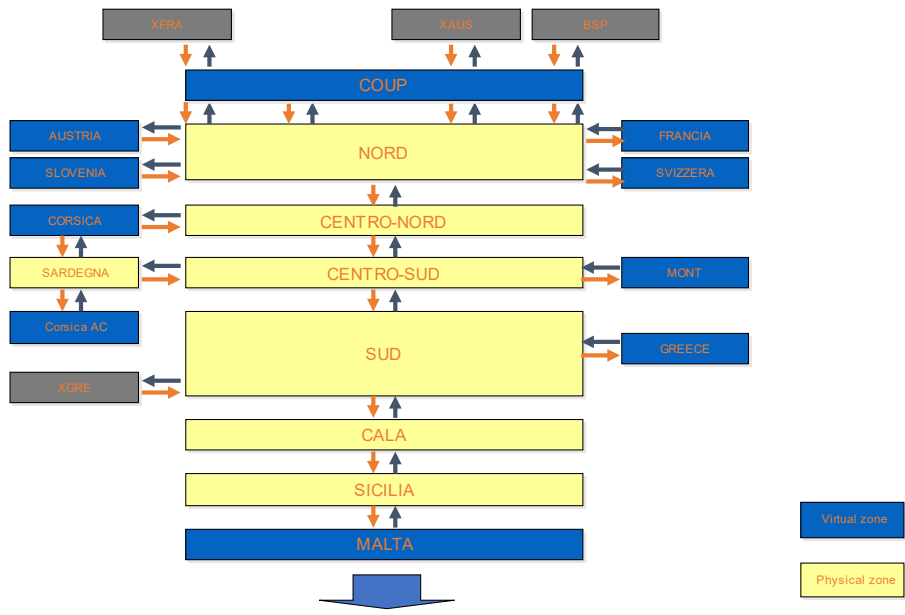 XFRA
XAUS
BSP
COUP
AUSTRIA
NORD
FRANCIA
SLOVENIA
SVIZZERA
CORSICA
CENTRO-NORD
SARDEGNA
CENTRO-SUD
MONT
Corsica AC
SUD
GREECE
XGRE
CALA
SICILIA
MALTA
Virtual zone
Physical zone